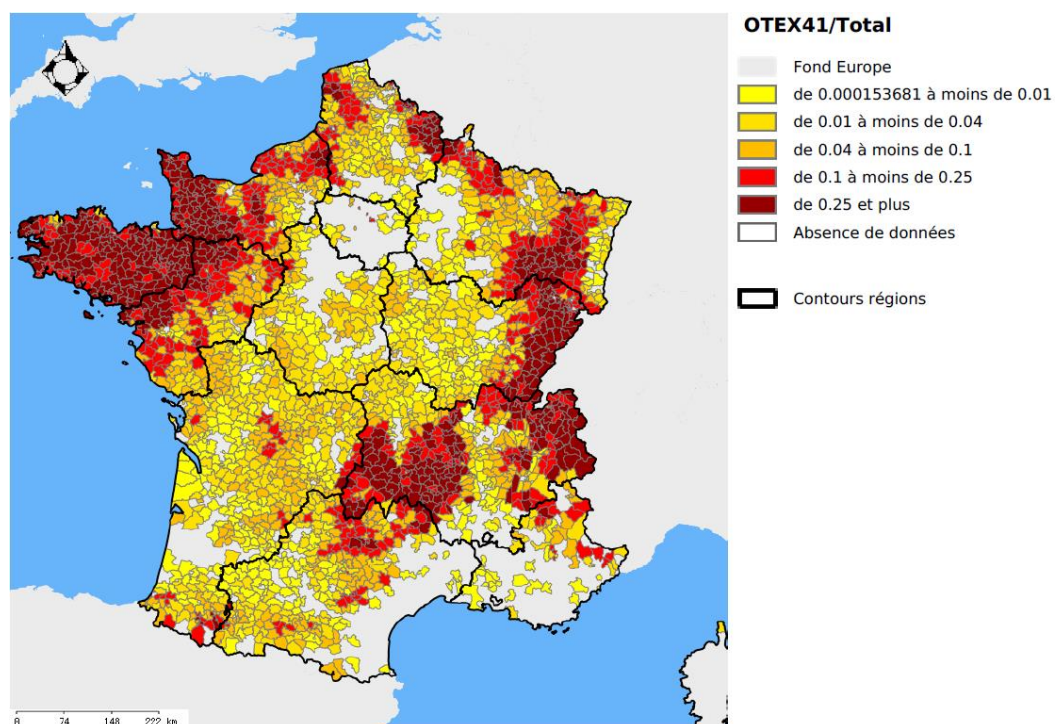 OTEX41/Total
Fond Europe
de 0.000153681 à moins de 0.01
de 0.01 à moins de 0.04
de 0.04 à moins de 0.1
de 0.1 à moins de 0.25
de 0.25 et plus
Absence de données
Contours régions
0 74 148 222 km